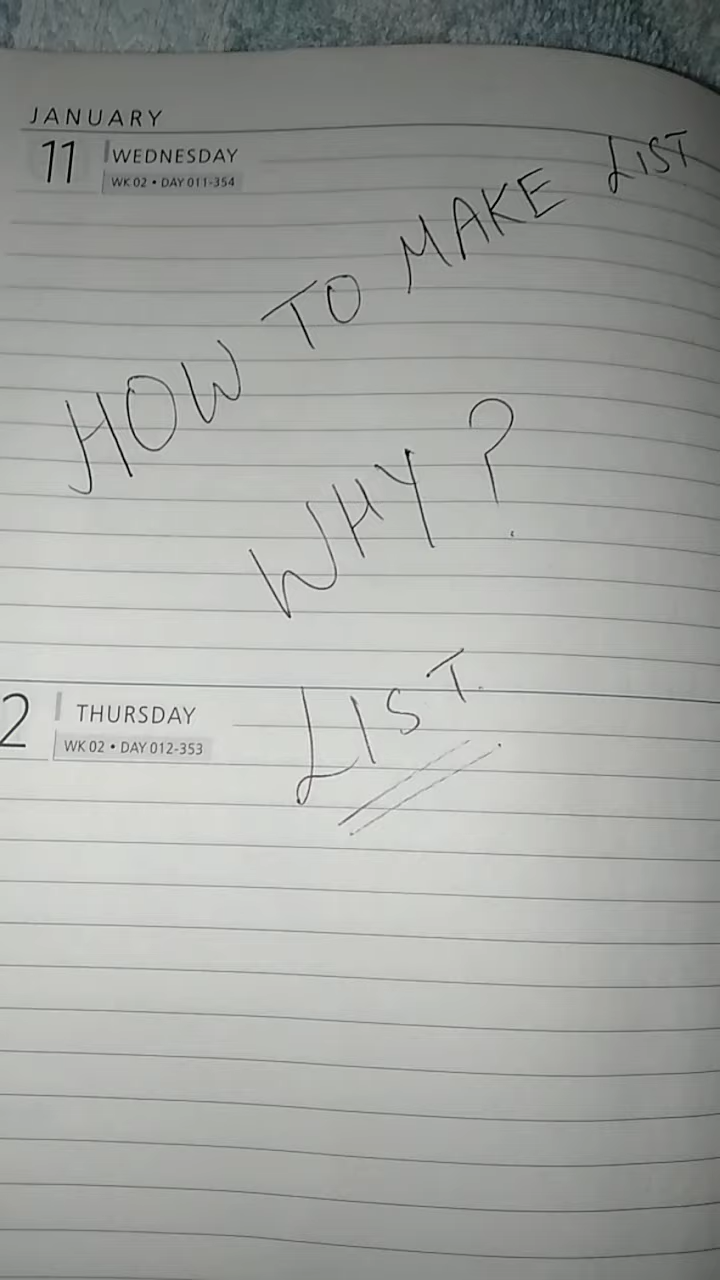 JANUARY
11 WEDNESDAY
WK 02 • DAY 011-354
HOW TO MAKE LIST
WHY?
LIST
2 THURSDAY
WK 02 • DAY 012-353